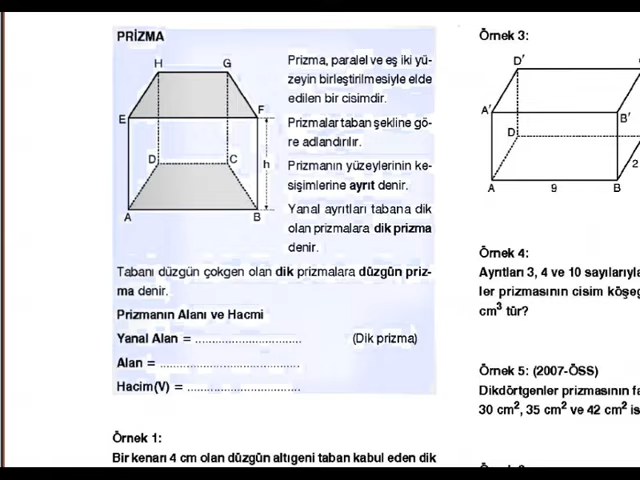 PRİZMA
H
G
E
F
D
C
h
A
B
Prizma, paralel ve eş iki yü-
zeyin birleştirilmesiyle elde
edilen bir cisimdir.
Prizmalar taban şekline gö-
re adlandırılır.
Prizmanın yüzeylerinin ke-
sişimlerine ayrıt denir.
Yanal ayrıtları tabana dik
olan prizmalara dik prizma
denir.
Tabanı düzgün çokgen olan dik prizmalara düzgün priz-
ma denir.
Prizmanın Alanı ve Hacmi
Yanal Alan = ............................... (Dik prizma)
Alan = ........................................
Hacim(V) = .................................
Örnek 1:
Bir kenarı 4 cm olan düzgün altıgeni taban kabul eden dik
Örnek 3:
D′
A′
B′
D
2
A
9
B
Örnek 4:
Ayrıtları 3, 4 ve 10 sayılarıyla
ler prizmasının cisim köşeg
cm³ tür?
Örnek 5: (2007-ÖSS)
Dikdörtgenler prizmasının fa
30 cm², 35 cm² ve 42 cm² is